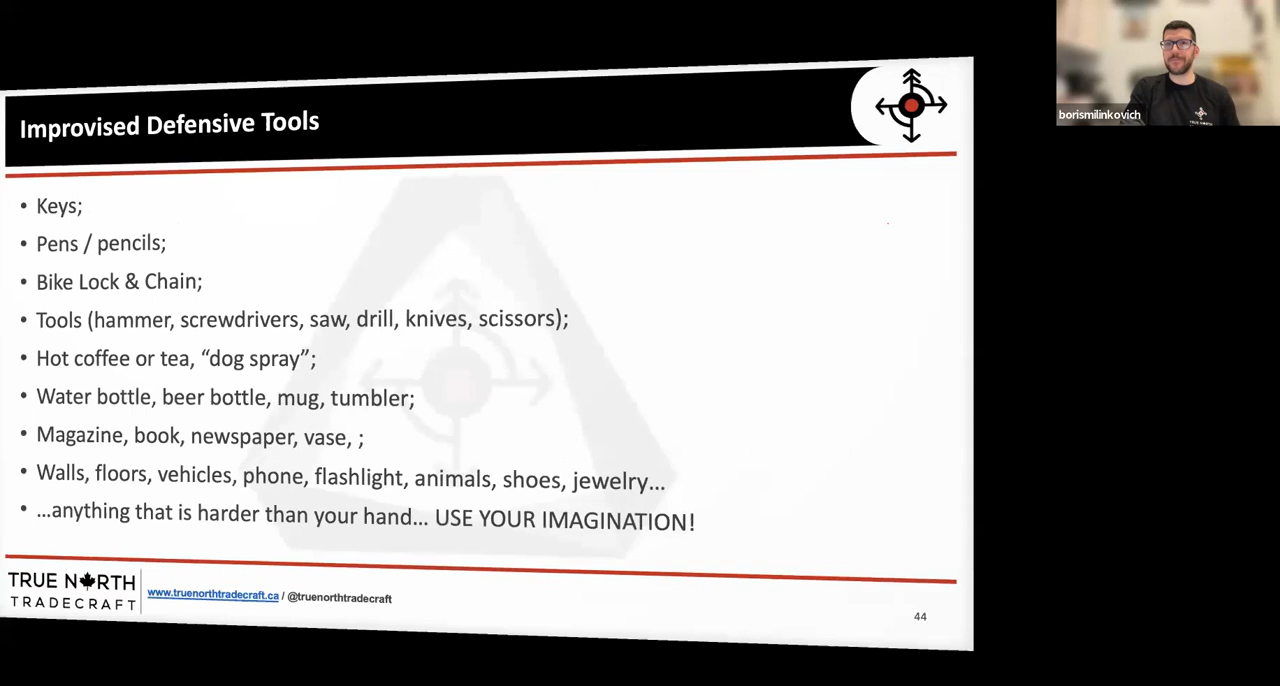 Improvised Defensive Tools
• Keys;
• Pens / pencils;
• Bike Lock & Chain;
• Tools (hammer, screwdrivers, saw, drill, knives, scissors);
• Hot coffee or tea, “dog spray”;
• Water bottle, beer bottle, mug, tumbler;
• Magazine, book, newspaper, vase, ;
• Walls, floors, vehicles, phone, flashlight, animals, shoes, jewelry...
• ...anything that is harder than your hand... USE YOUR IMAGINATION!
TRUE NORTH
TRADECRAFT
www.truenorthtradecraft.ca / @truenorthtradecraft
44
borismilinkovich
TRUE NORTH